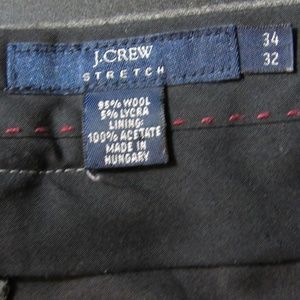 J.CREW
STRETCH
34
32
95% WOOL
5% LYCRA
LINING:
100% ACETATE
MADE IN
HUNGARY